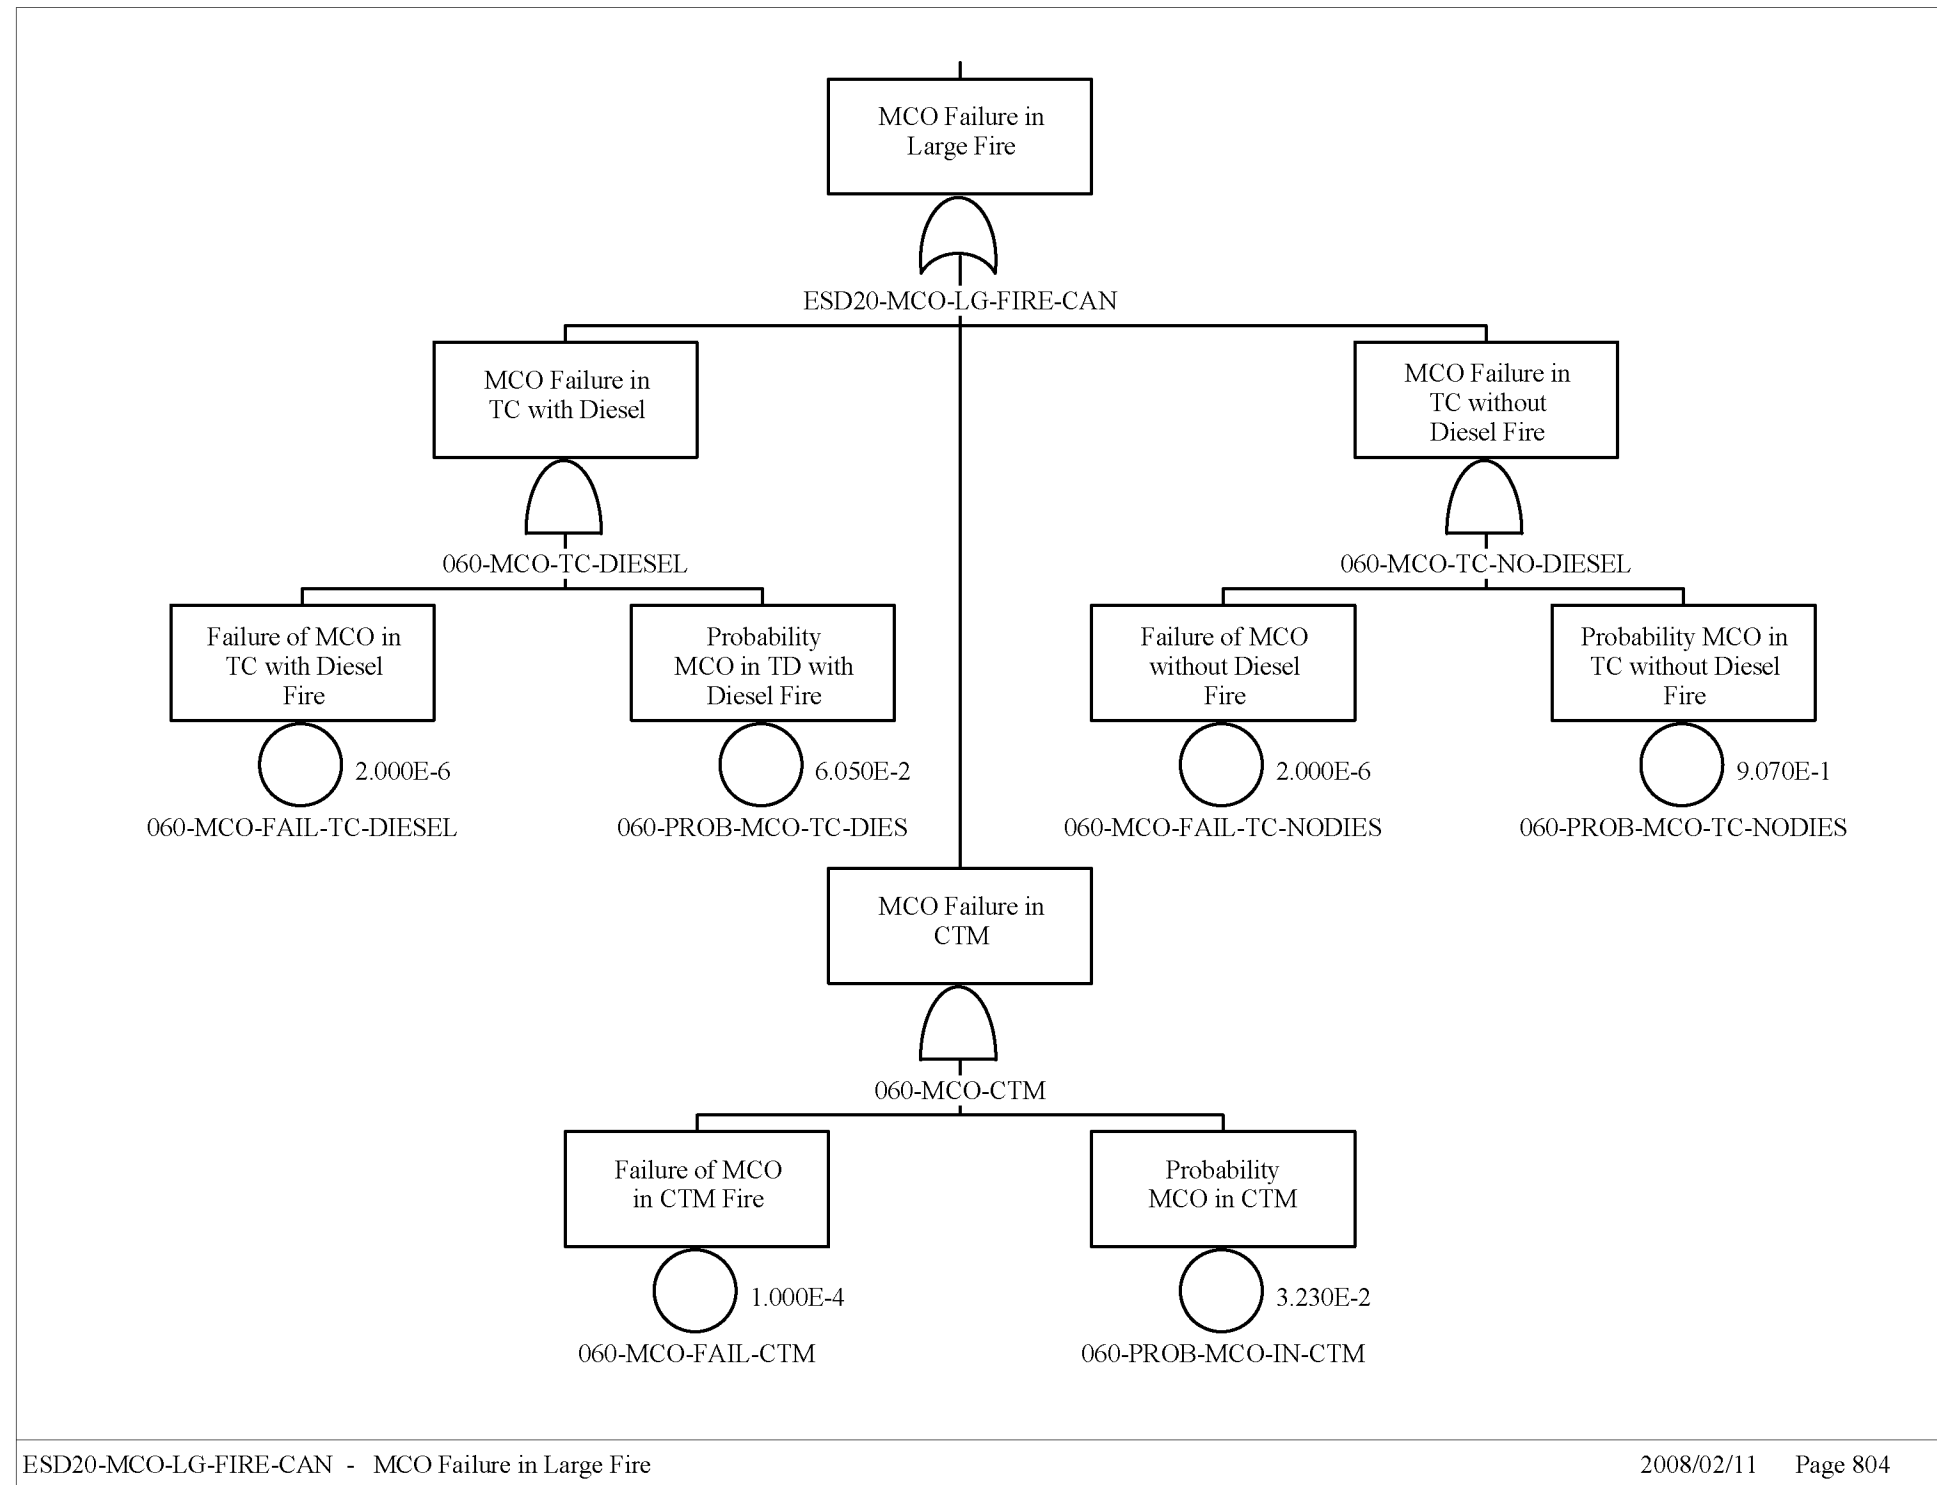 MCO Failure in
Large Fire
ESD20-MCO-LG-FIRE-CAN
MCO Failure in
TC with Diesel
060-MCO-TC-DIESEL
MCO Failure in
TC without
Diesel Fire
060-MCO-TC-NO-DIESEL
Failure of MCO in
TC with Diesel
Fire
2.000E-6
060-MCO-FAIL-TC-DIESEL
Probability
MCO in TD with
Diesel Fire
6.050E-2
060-PROB-MCO-TC-DIES
Failure of MCO
without Diesel
Fire
2.000E-6
060-MCO-FAIL-TC-NODIES
Probability MCO in
TC without Diesel
Fire
9.070E-1
060-PROB-MCO-TC-NODIES
MCO Failure in
CTM
060-MCO-CTM
Failure of MCO
in CTM Fire
1.000E-4
060-MCO-FAIL-CTM
Probability
MCO in CTM
3.230E-2
060-PROB-MCO-IN-CTM
ESD20-MCO-LG-FIRE-CAN - MCO Failure in Large Fire
2008/02/11 Page 804